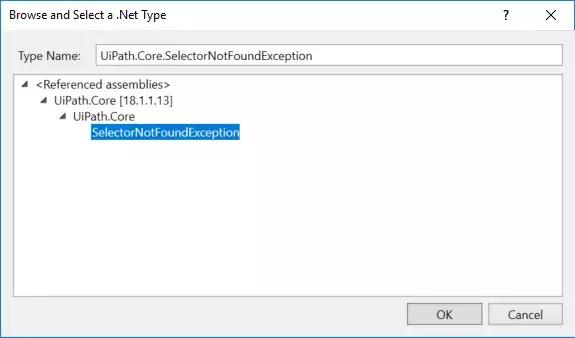 Browse and Select a .Net Type
? ×
Type Name: UiPath.Core.SelectorNotFoundException
<Referenced assemblies>
UiPath.Core [18.1.1.13]
UiPath.Core
SelectorNotFoundException
OK Cancel